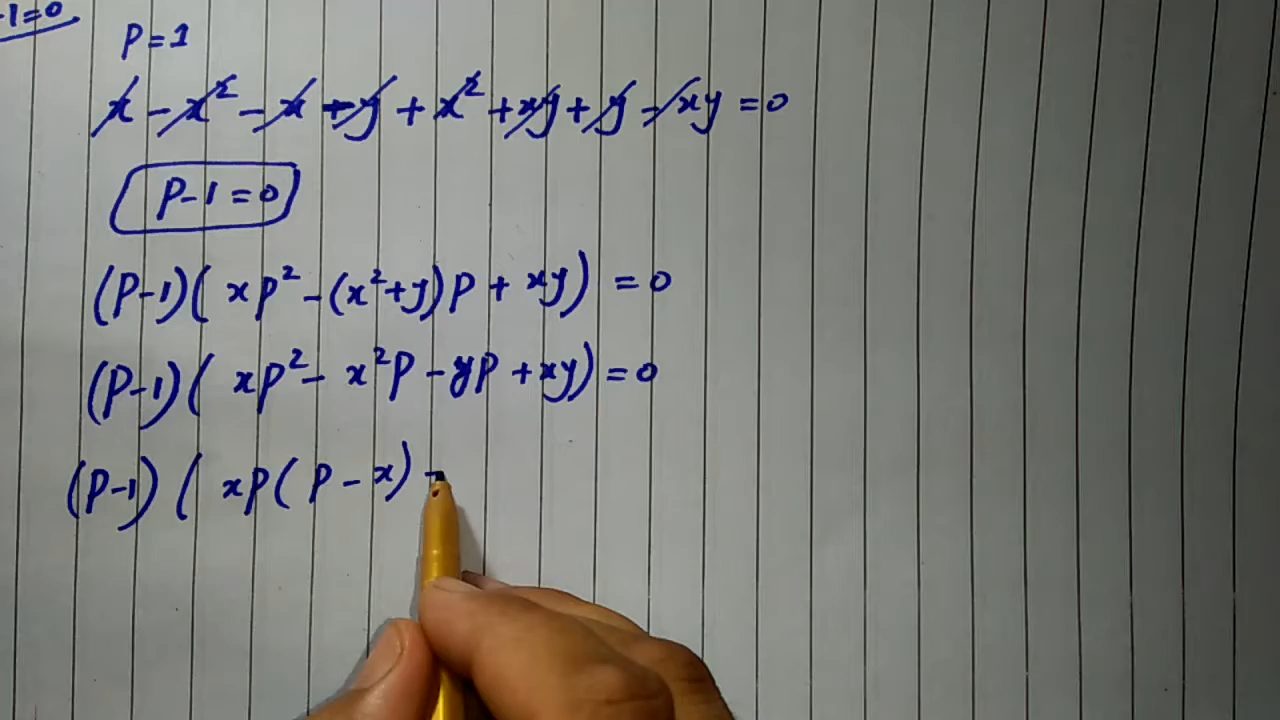 -1=0
P=1
x - x² - x + y + x² + xy + y - xy = 0
P-1=0
(P-1)( xP² - (x²+y)P + xy) = 0
(P-1)( xP² - x²P - yP + xy) = 0
(P-1) ( xP( P - x) -